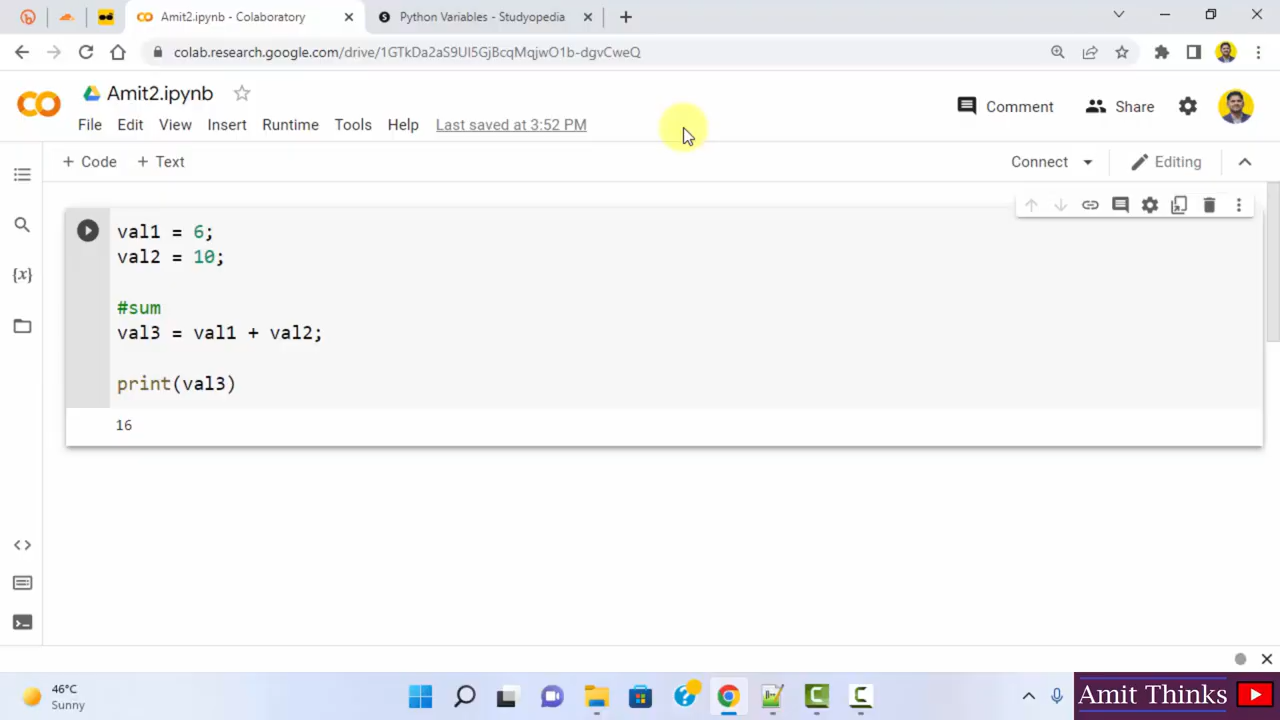 Amit2.ipynb - Colaboratory
Python Variables - Studyopedia
colab.research.google.com/drive/1GTkDa2aS9UI5GjBcqMqjwO1b-dgvCweQ
Amit2.ipynb
Comment
Share
File Edit View Insert Runtime Tools Help Last saved at 3:52 PM
+ Code + Text
Connect
Editing
val1 = 6;
val2 = 10;
#sum
val3 = val1 + val2;
print(val3)
16
{x}
46°C
Sunny
Amit Thinks